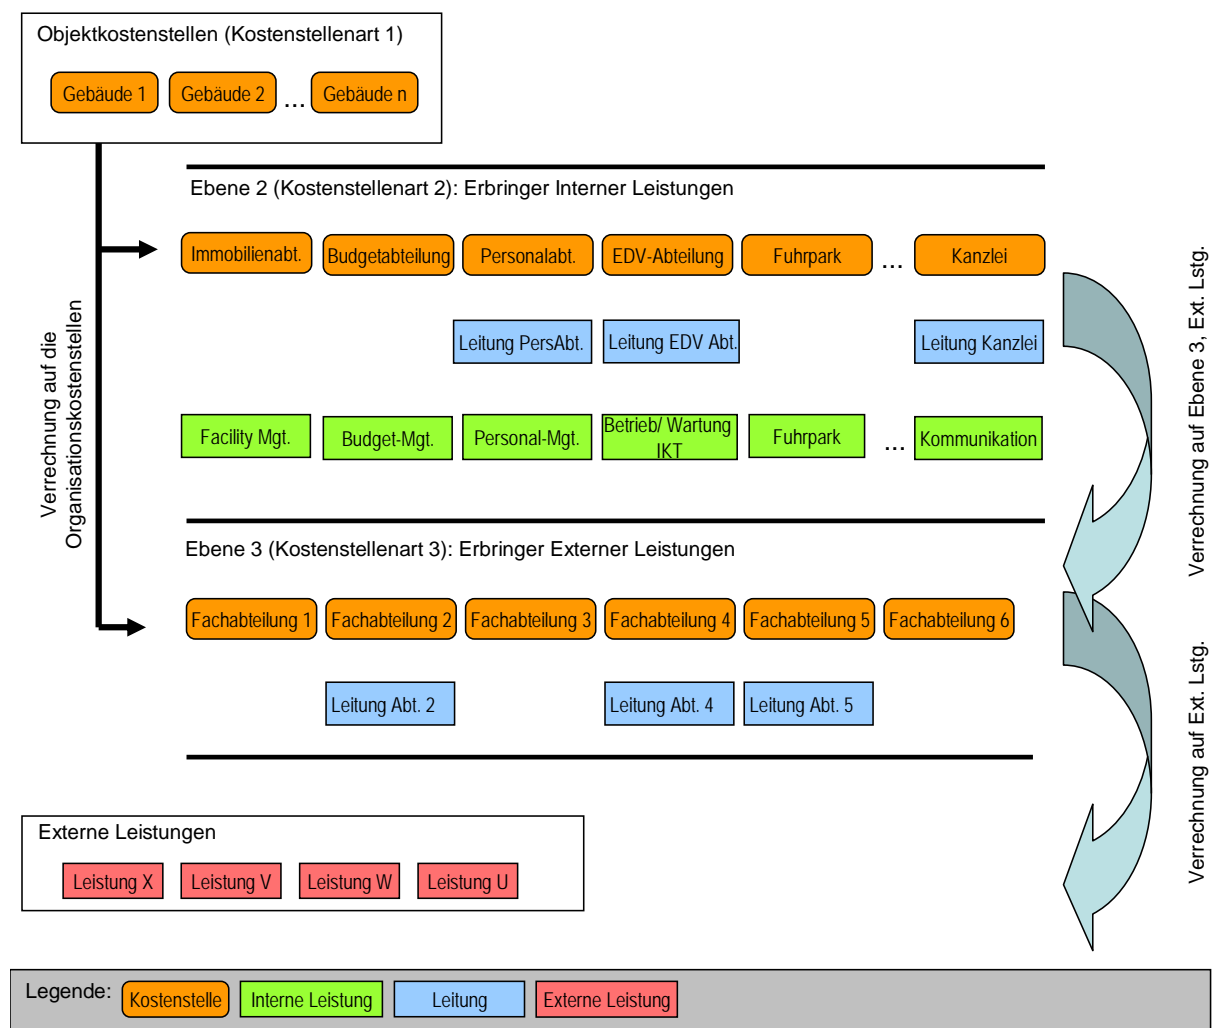 Objektkostenstellen (Kostenstellenart 1)
Gebäude 1 Gebäude 2 ... Gebäude n
Verrechnung auf die
Organisationskostenstellen
Ebene 2 (Kostenstellenart 2): Erbringer Interner Leistungen
Immobilienabt. Budgetabteilung Personalabt. EDV-Abteilung Fuhrpark ... Kanzlei
Leitung PersAbt. Leitung EDV Abt. Leitung Kanzlei
Facility Mgt. Budget-Mgt. Personal-Mgt. Betrieb/ Wartung
IKT Fuhrpark ... Kommunikation
Verrechnung auf Ebene 3, Ext. Lstg.
Ebene 3 (Kostenstellenart 3): Erbringer Externer Leistungen
Fachabteilung 1 Fachabteilung 2 Fachabteilung 3 Fachabteilung 4 Fachabteilung 5 Fachabteilung 6
Leitung Abt. 2 Leitung Abt. 4 Leitung Abt. 5
Verrechnung auf Ext. Lstg.
Externe Leistungen
Leistung X Leistung V Leistung W Leistung U
Legende: Kostenstelle Interne Leistung Leitung Externe Leistung